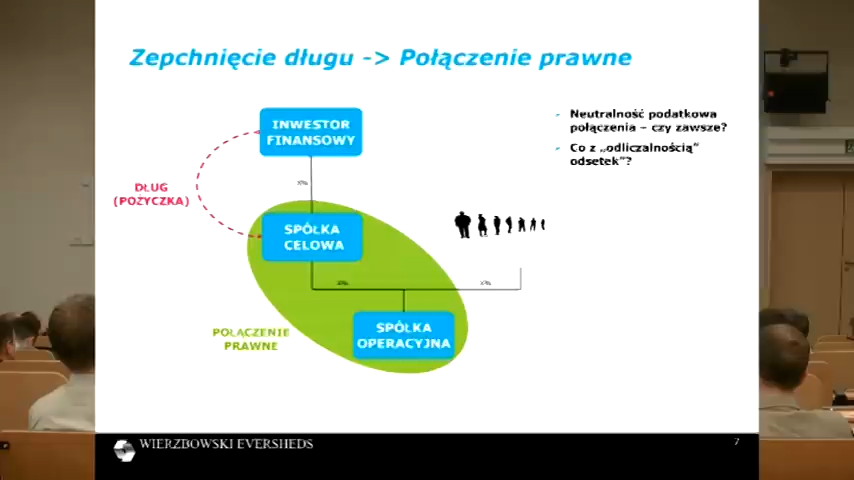 Zepchnięcie długu -> Połączenie prawne
INWESTOR
FINANSOWY
- Neutralność podatkowa
połączenia – czy zawsze?
- Co z „odliczalnością”
odsetek"?
X%
DŁUG
(POŻYCZKA)
SPÓŁKA
CELOWA
X%
X%
SPÓŁKA
OPERACYJNA
POŁĄCZENIE
PRAWNE
WIERZBOWSKI EVERSHEDS
7